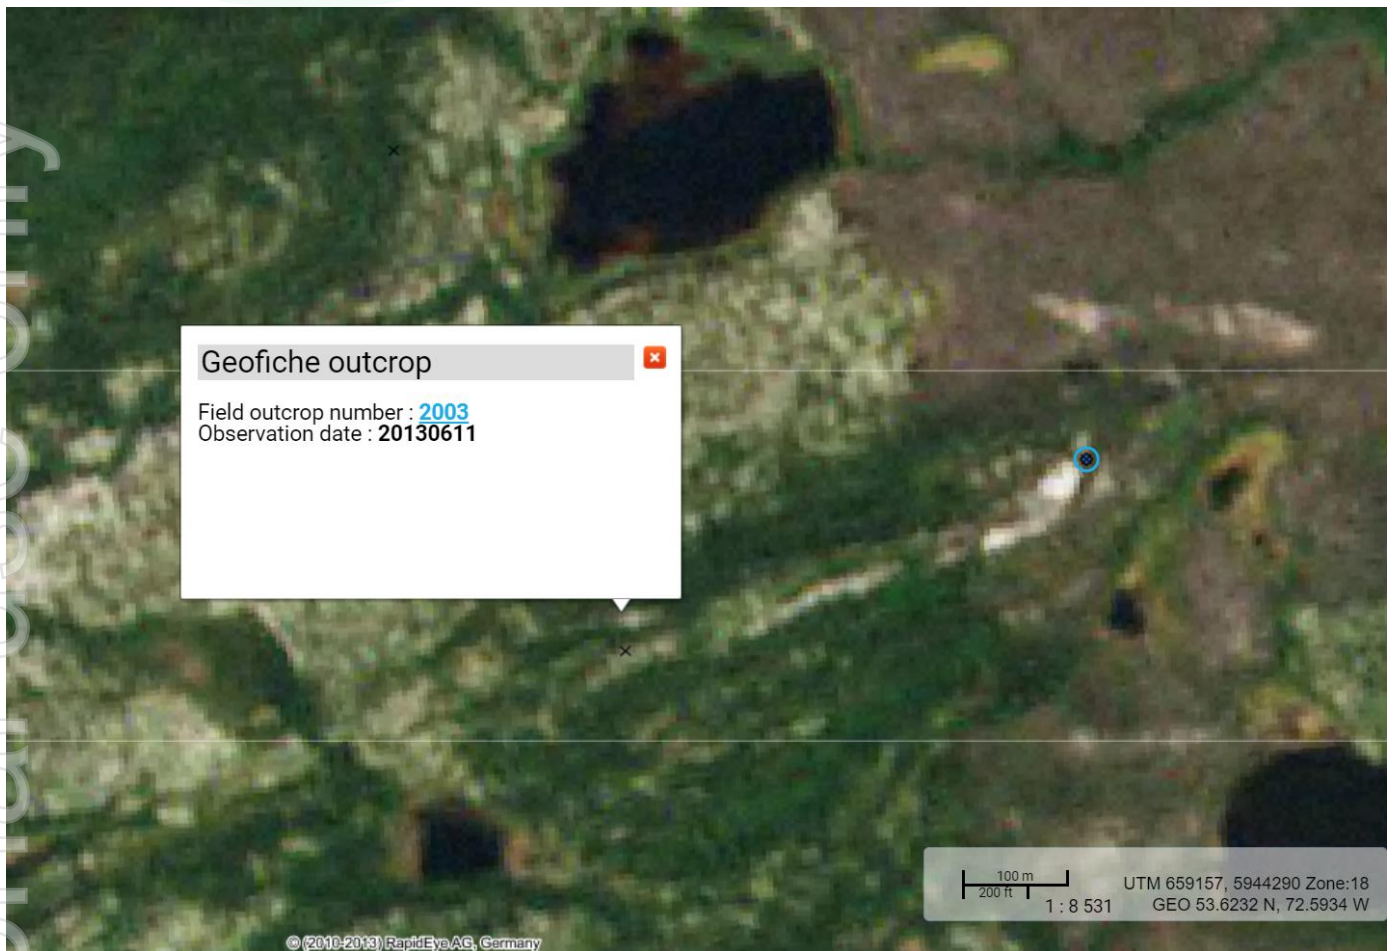 Geofiche outcrop
Field outcrop number : 2003
Observation date : 20130611
100 m
200 ft
1 : 8 531
UTM 659157, 5944290 Zone:18
GEO 53.6232 N, 72.5934 W
© (2010-2013) RapidEye AG, Germany